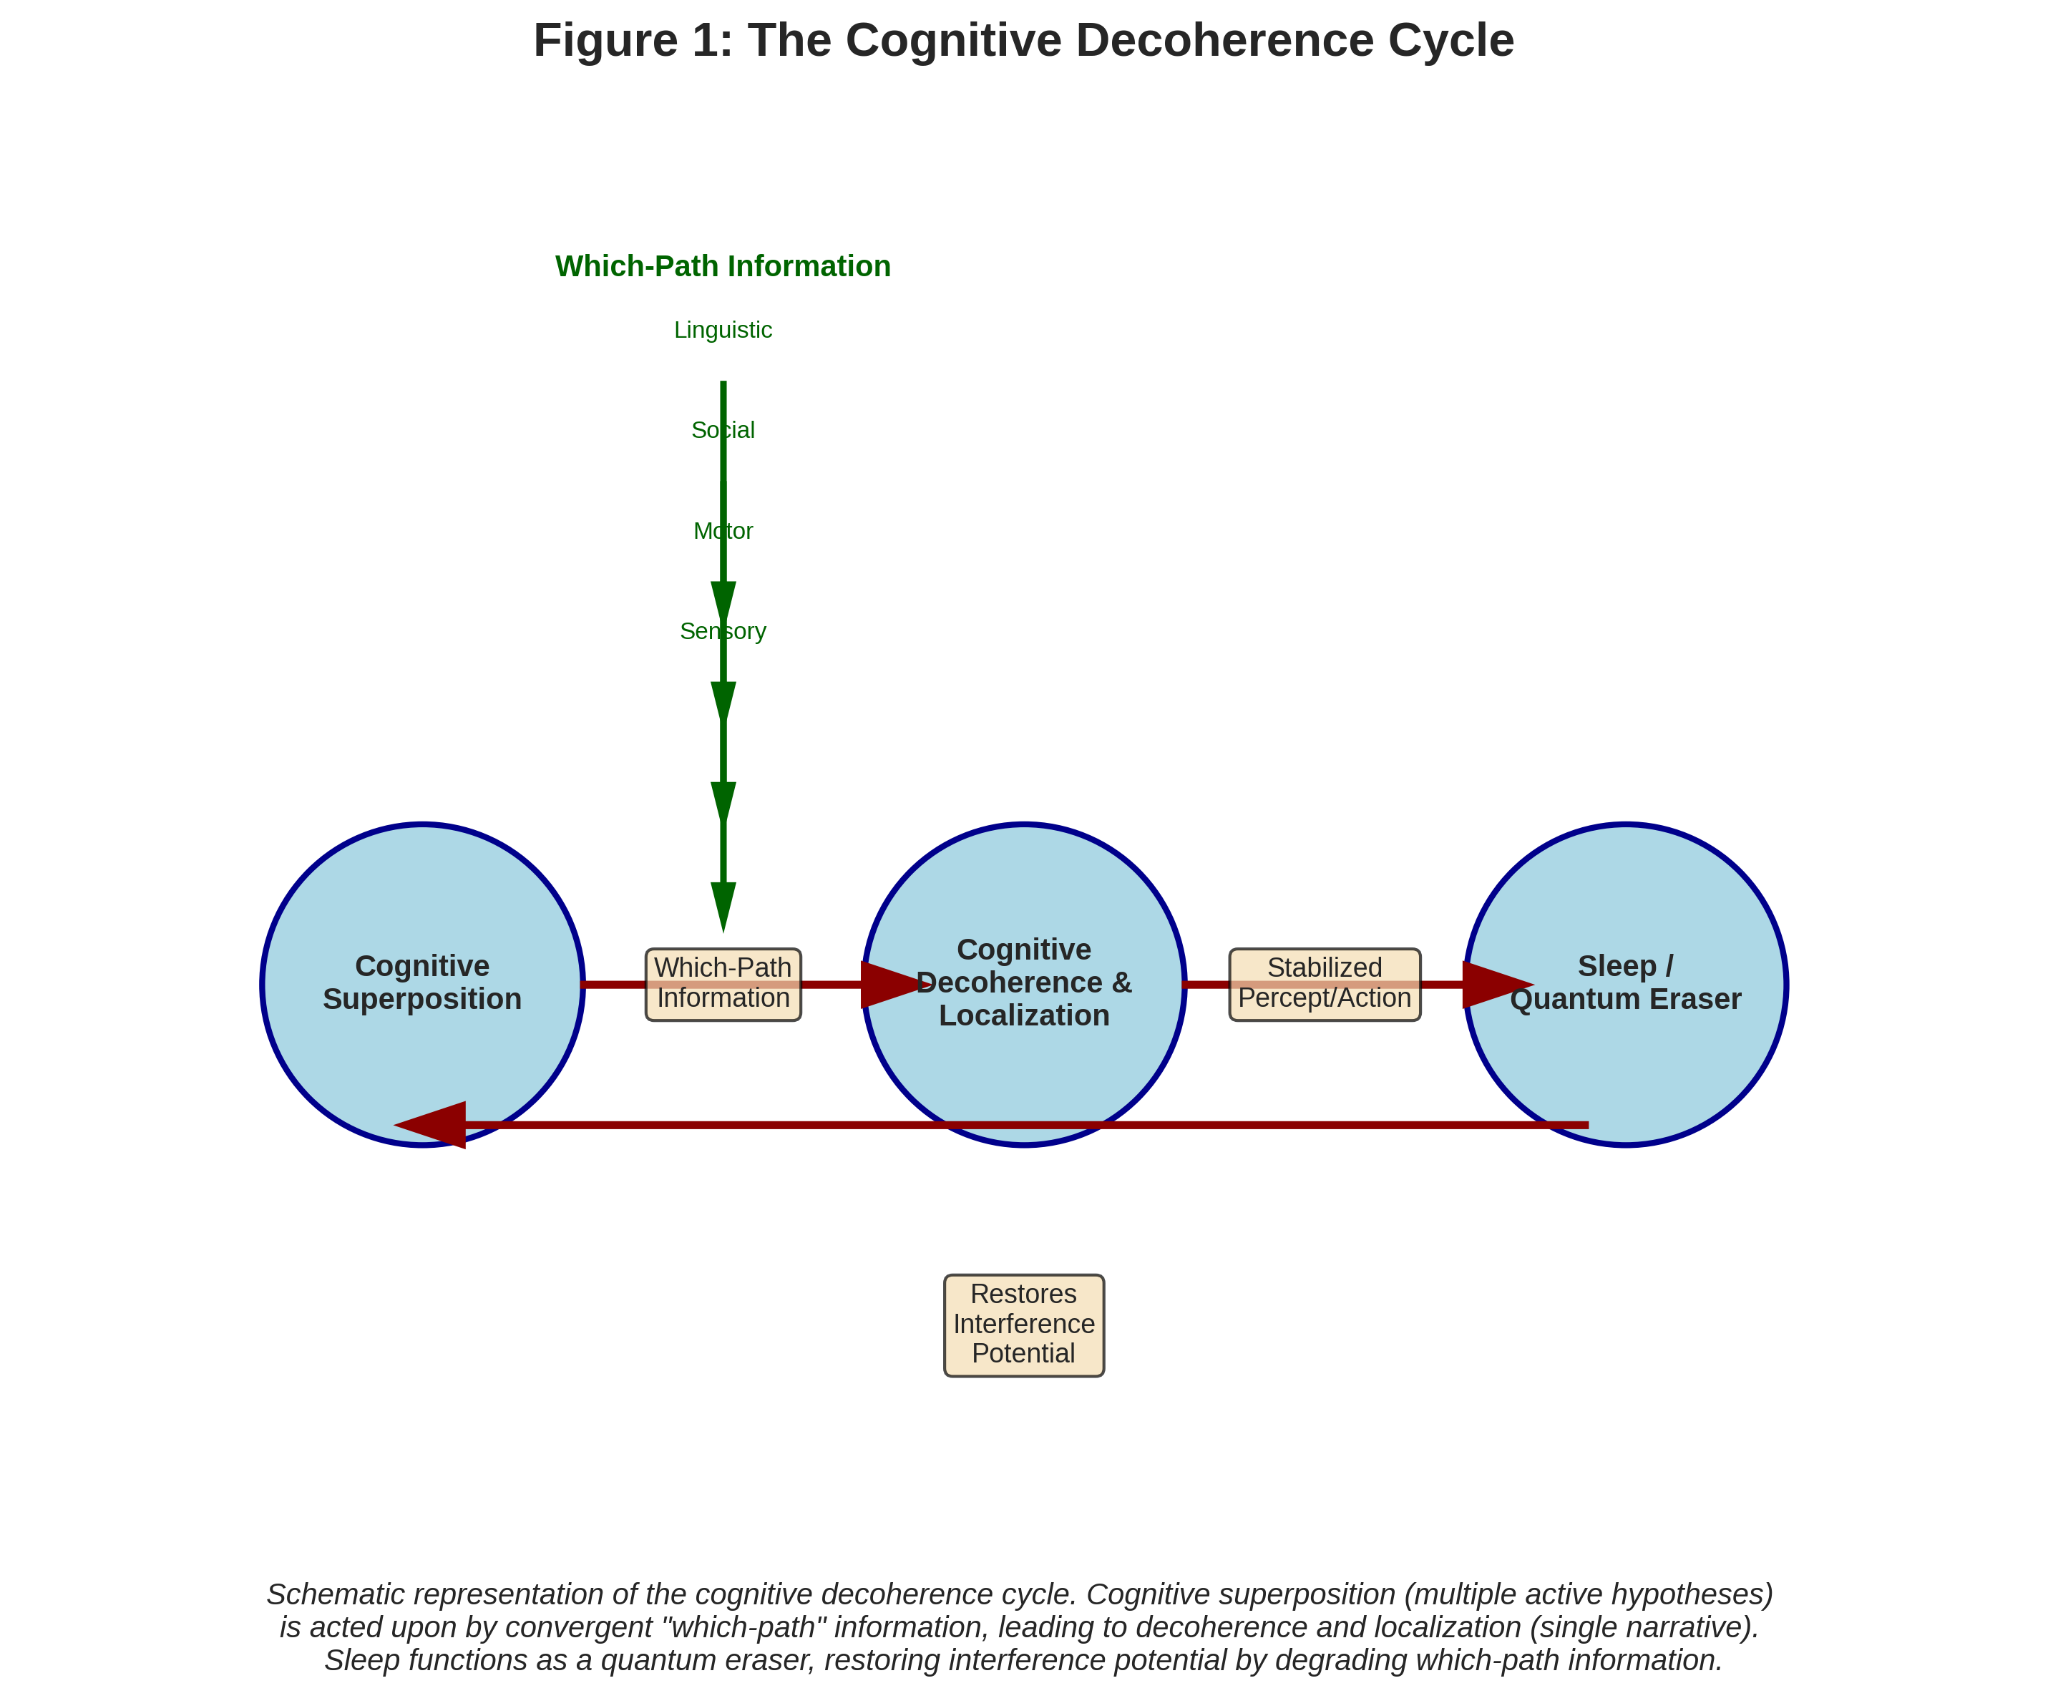 Figure 1: The Cognitive Decoherence Cycle
Which-Path Information
Linguistic
Social
Motor
Sensory
Cognitive
Superposition
Which-Path
Information
Cognitive
Decoherence &
Localization
Stabilized
Percept/Action
Sleep /
Quantum Eraser
Restores
Interference
Potential
Schematic representation of the cognitive decoherence cycle. Cognitive superposition (multiple active hypotheses)
is acted upon by convergent "which-path" information, leading to decoherence and localization (single narrative).
Sleep functions as a quantum eraser, restoring interference potential by degrading which-path information.